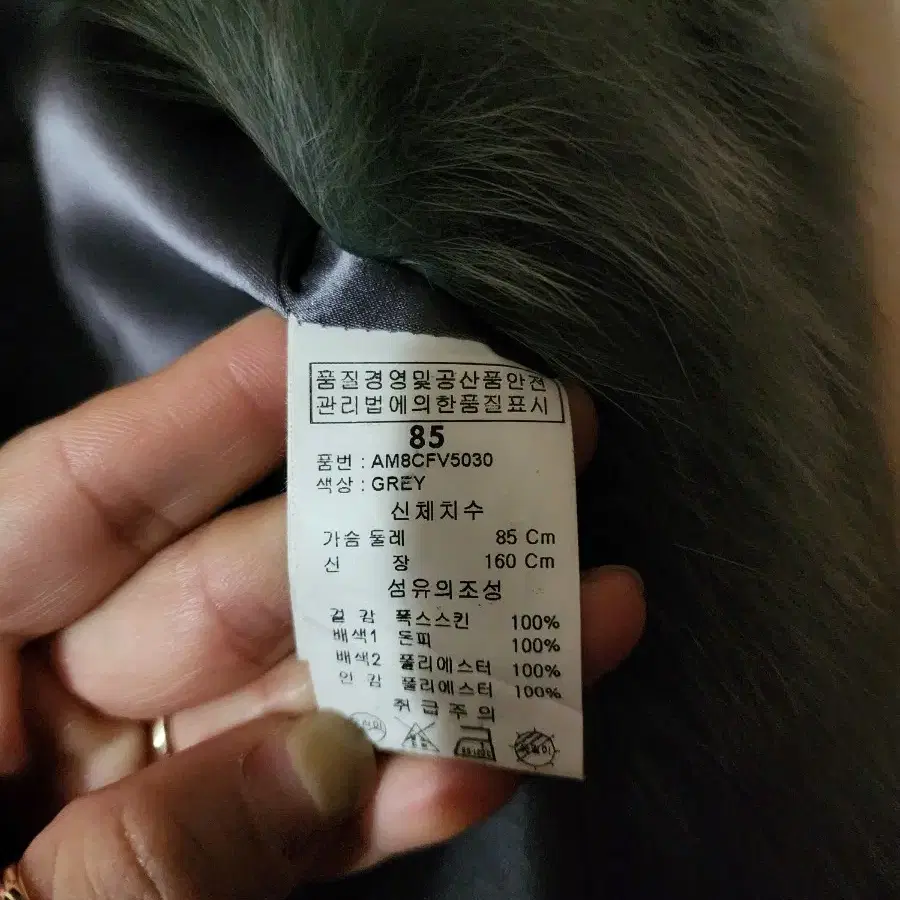 품질경영및공산품안전
관리법에의한품질표시
85
품번 : AM8CFV5030
색상 : GREY
신체치수
가슴둘레 85 Cm
신 장 160 Cm
섬유의조성
겉 감 폭스스킨 100%
배색1 돈피 100%
배색2 폴리에스터 100%
인 감 폴리에스터 100%
취급주의